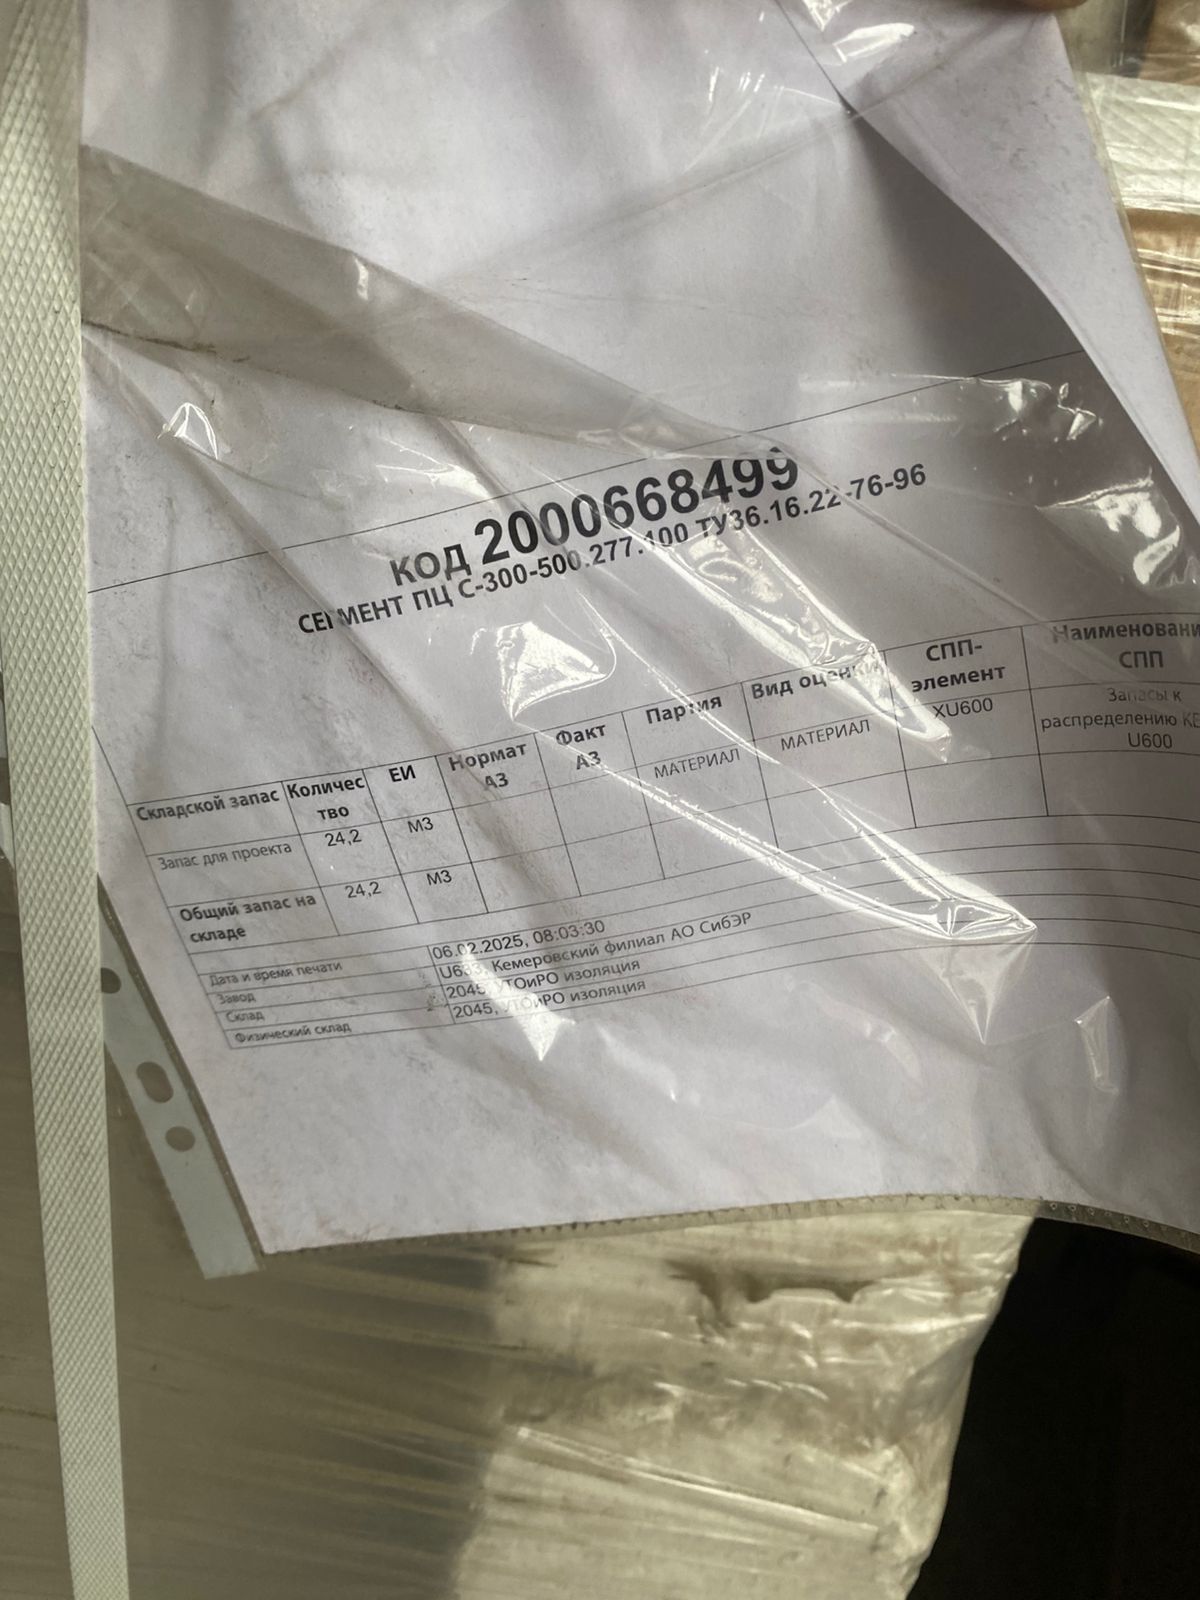 КОД 2000668499
СЕГМЕНТ ПЦ С-300-500.277.100 ТУ36.16.22-76-96
Складской запас Количес тво ЕИ Нормат АЗ Факт АЗ Партия Вид оценки СПП-элемент Наименовани СПП
Запас для проекта 24,2 М3 МАТЕРИАЛ МАТЕРИАЛ XU600 Запасы к распределению U600
Общий запас на складе 24,2 М3
Дата и время печати 06.02.2025, 08:03:30
Завод U633, Кемеровский филиал АО СибЭР
Склад 2045, УТОиРО изоляция
Физический склад 2045, УТОиРО изоляция